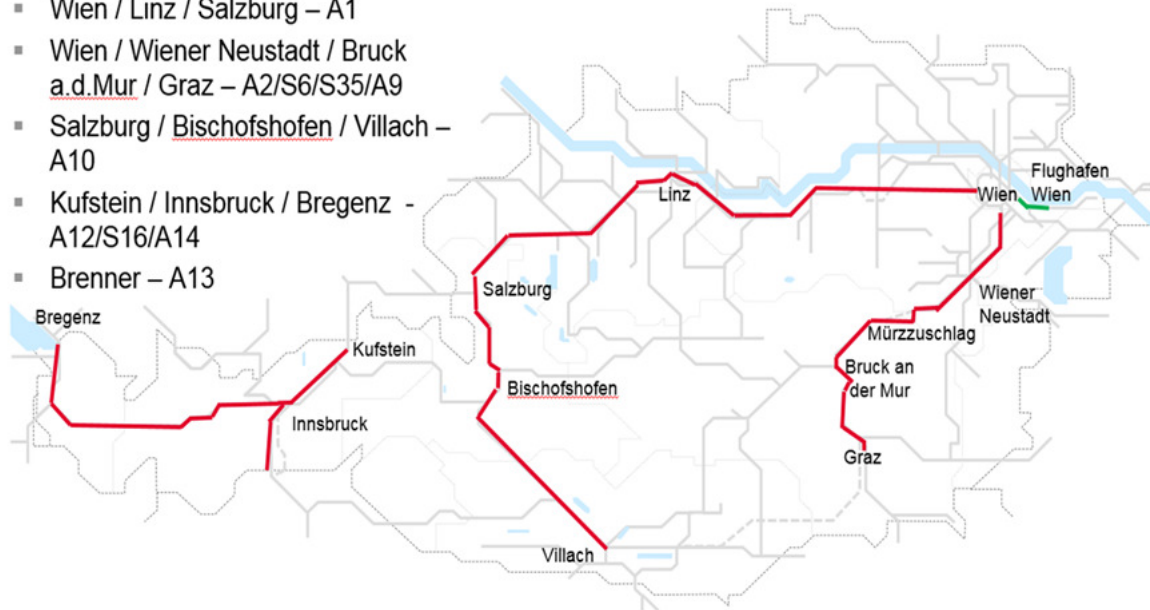 Wien / Linz / Salzburg – A1
Wien / Wiener Neustadt / Bruck
a.d.Mur / Graz – A2/S6/S35/A9
Salzburg / Bischofshofen / Villach –
A10
Kufstein / Innsbruck / Bregenz -
A12/S16/A14
Brenner – A13
Flughafen
Wien
Wien
Linz
Salzburg
Wiener
Neustadt
Bregenz
Mürzzuschlag
Kufstein
Bruck an
der Mur
Bischofshofen
Innsbruck
Graz
Villach